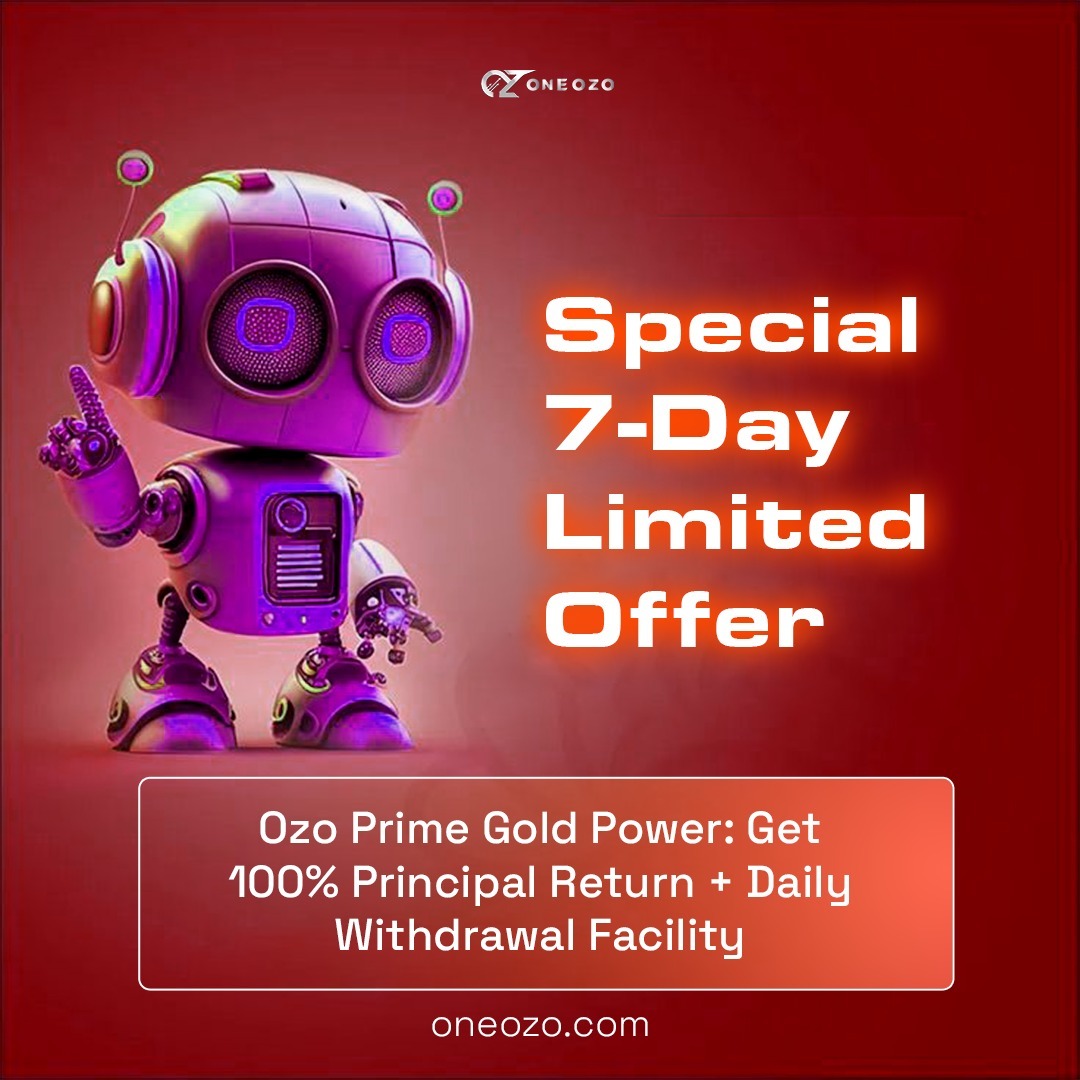 ONEOZO
Special
7-Day
Limited
Offer
Ozo Prime Gold Power: Get
100% Principal Return + Daily
Withdrawal Facility
oneozo.com